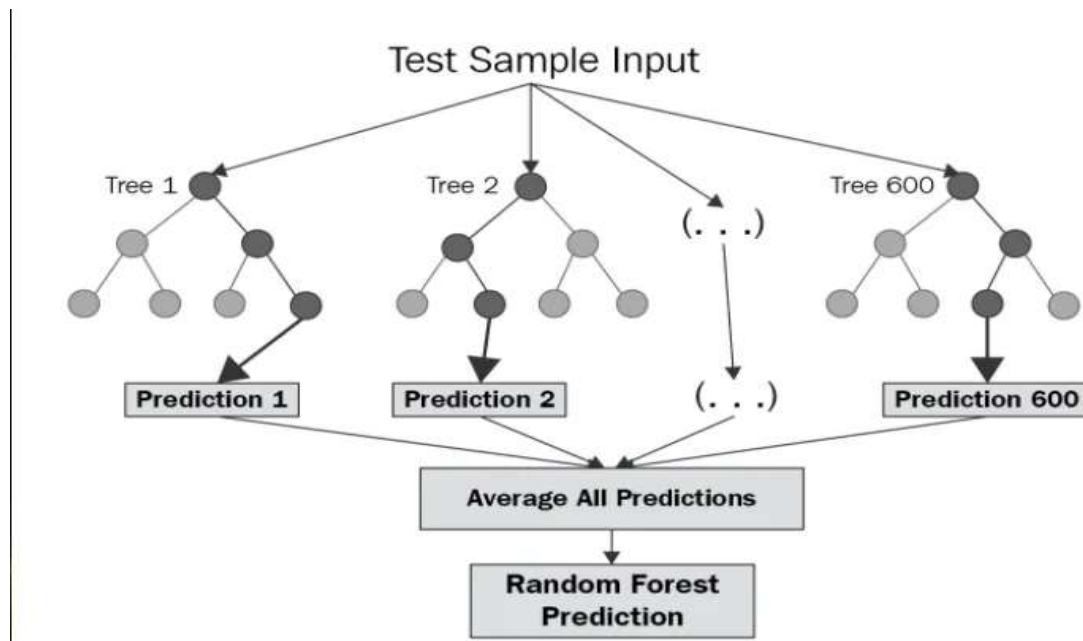 Test Sample Input
Tree 1
Tree 2
Tree 600
(. . .)
Prediction 1
Prediction 2
(. . .)
Prediction 600
Average All Predictions
Random Forest
Prediction